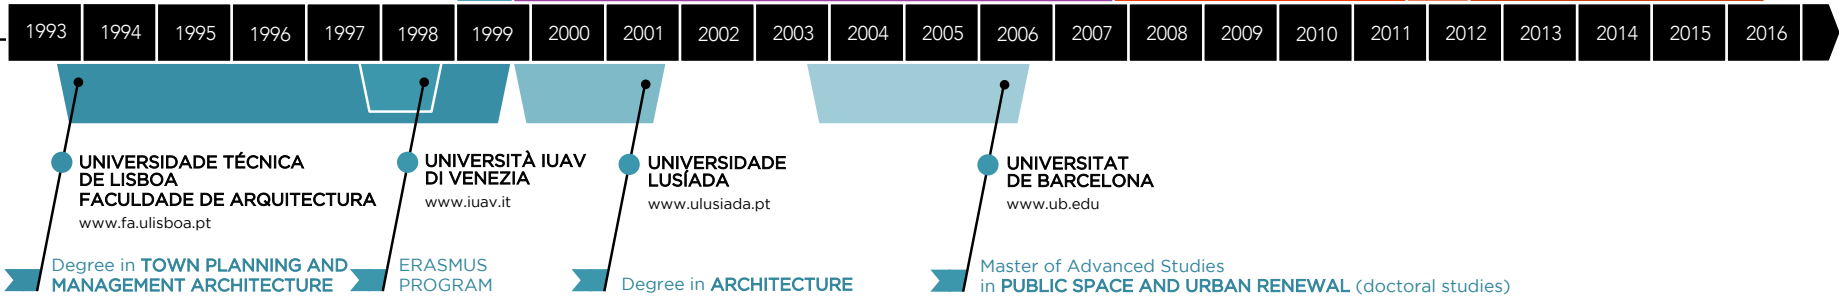 1993 1994 1995 1996 1997 1998 1999 2000 2001 2002 2003 2004 2005 2006 2007 2008 2009 2010 2011 2012 2013 2014 2015 2016
UNIVERSIDADE TÉCNICA
DE LISBOA
FACULDADE DE ARQUITECTURA
www.fa.ulisboa.pt
Degree in TOWN PLANNING AND
MANAGEMENT ARCHITECTURE
UNIVERSITÀ IUAV
DI VENEZIA
www.iuav.it
ERASMUS
PROGRAM
UNIVERSIDADE
LUSÍADA
www.ulusiada.pt
Degree in ARCHITECTURE
UNIVERSITAT
DE BARCELONA
www.ub.edu
Master of Advanced Studies
in PUBLIC SPACE AND URBAN RENEWAL (doctoral studies)